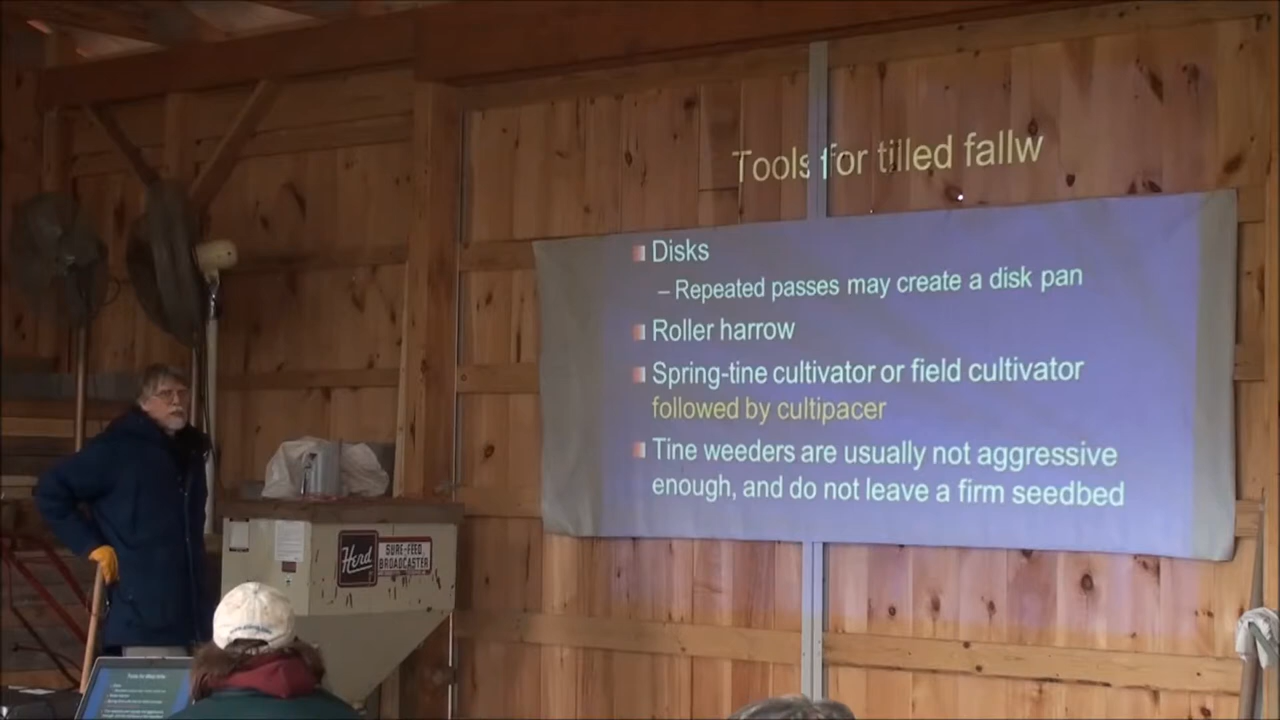 Tools for tilled fallw
Disks
– Repeated passes may create a disk pan
Roller harrow
Spring-tine cultivator or field cultivator
followed by cultipacer
Tine weeders are usually not aggressive
enough, and do not leave a firm seedbed
Herd
SURE-FEED
BROADCASTER